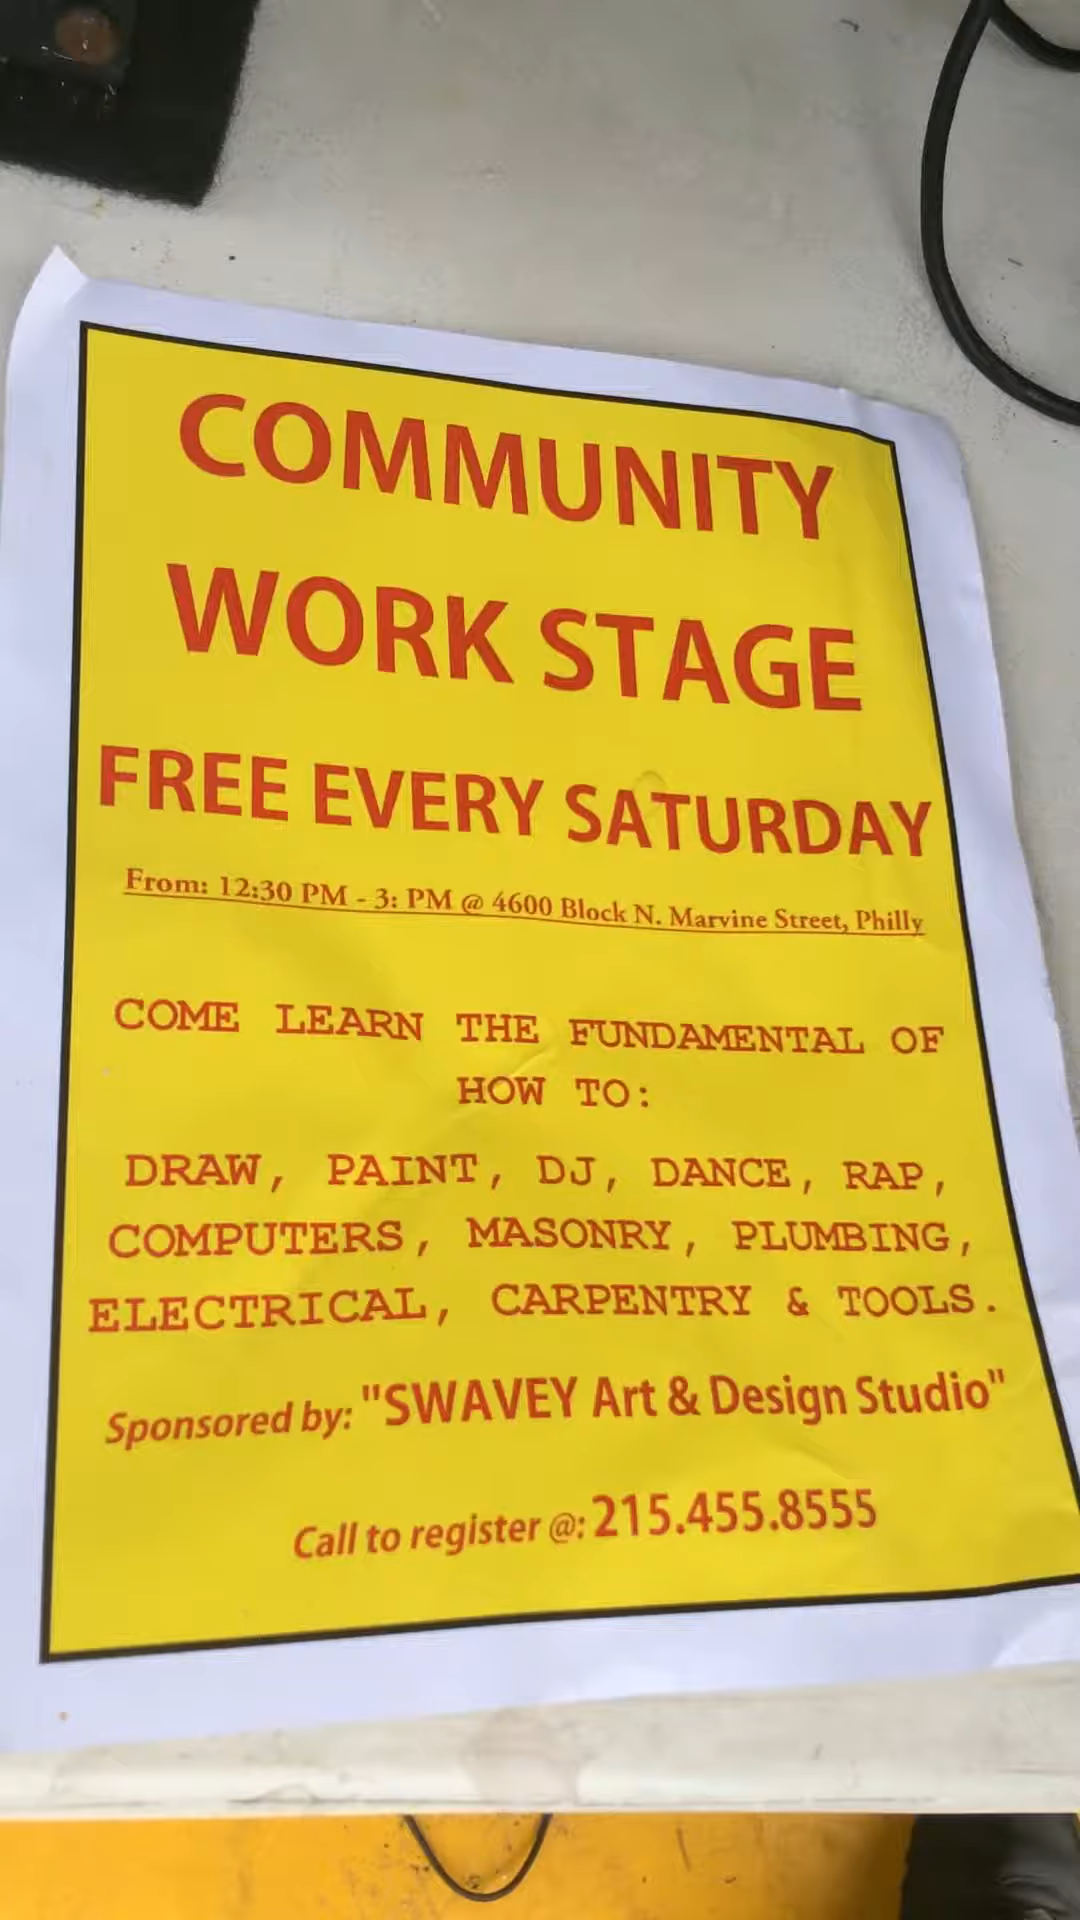 COMMUNITY
WORK STAGE
FREE EVERY SATURDAY
From: 12:30 PM - 3: PM @ 4600 Block N. Marvine Street, Philly
COME LEARN THE FUNDAMENTAL OF
HOW TO:
DRAW, PAINT, DJ, DANCE, RAP,
COMPUTERS, MASONRY, PLUMBING,
ELECTRICAL, CARPENTRY & TOOLS.
Sponsored by: "SWAVEY Art & Design Studio"
Call to register @: 215.455.8555